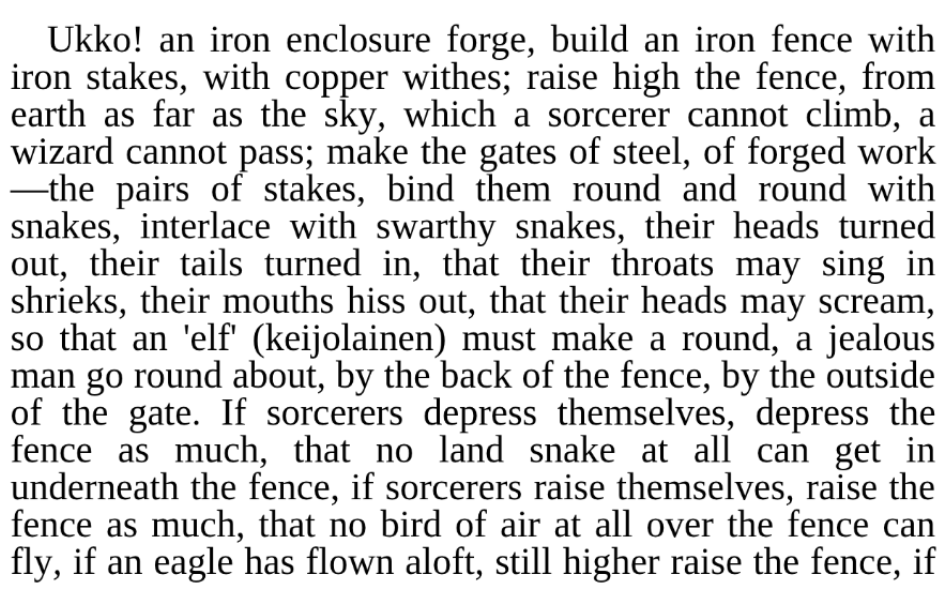 Ukko! an iron enclosure forge, build an iron fence with
iron stakes, with copper withes; raise high the fence, from
earth as far as the sky, which a sorcerer cannot climb, a
wizard cannot pass; make the gates of steel, of forged work
—the pairs of stakes, bind them round and round with
snakes, interlace with swarthy snakes, their heads turned
out, their tails turned in, that their throats may sing in
shrieks, their mouths hiss out, that their heads may scream,
so that an 'elf' (keijolainen) must make a round, a jealous
man go round about, by the back of the fence, by the outside
of the gate. If sorcerers depress themselves, depress the
fence as much, that no land snake at all can get in
underneath the fence, if sorcerers raise themselves, raise the
fence as much, that no bird of air at all over the fence can
fly, if an eagle has flown aloft, still higher raise the fence, if